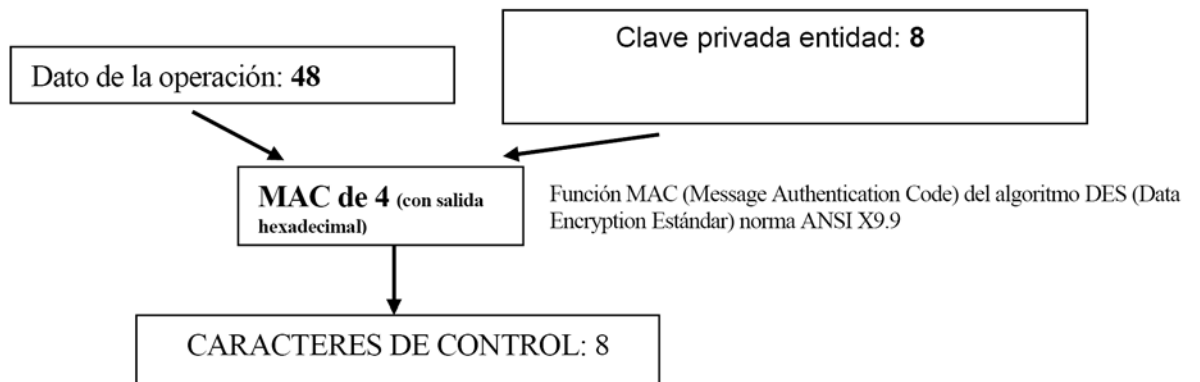 Clave privada entidad: 8
Dato de la operación: 48
MAC de 4 (con salida
hexadecimal)
Función MAC (Message Authentication Code) del algoritmo DES (Data
Encryption Estándar) norma ANSI X9.9
CARACTERES DE CONTROL: 8